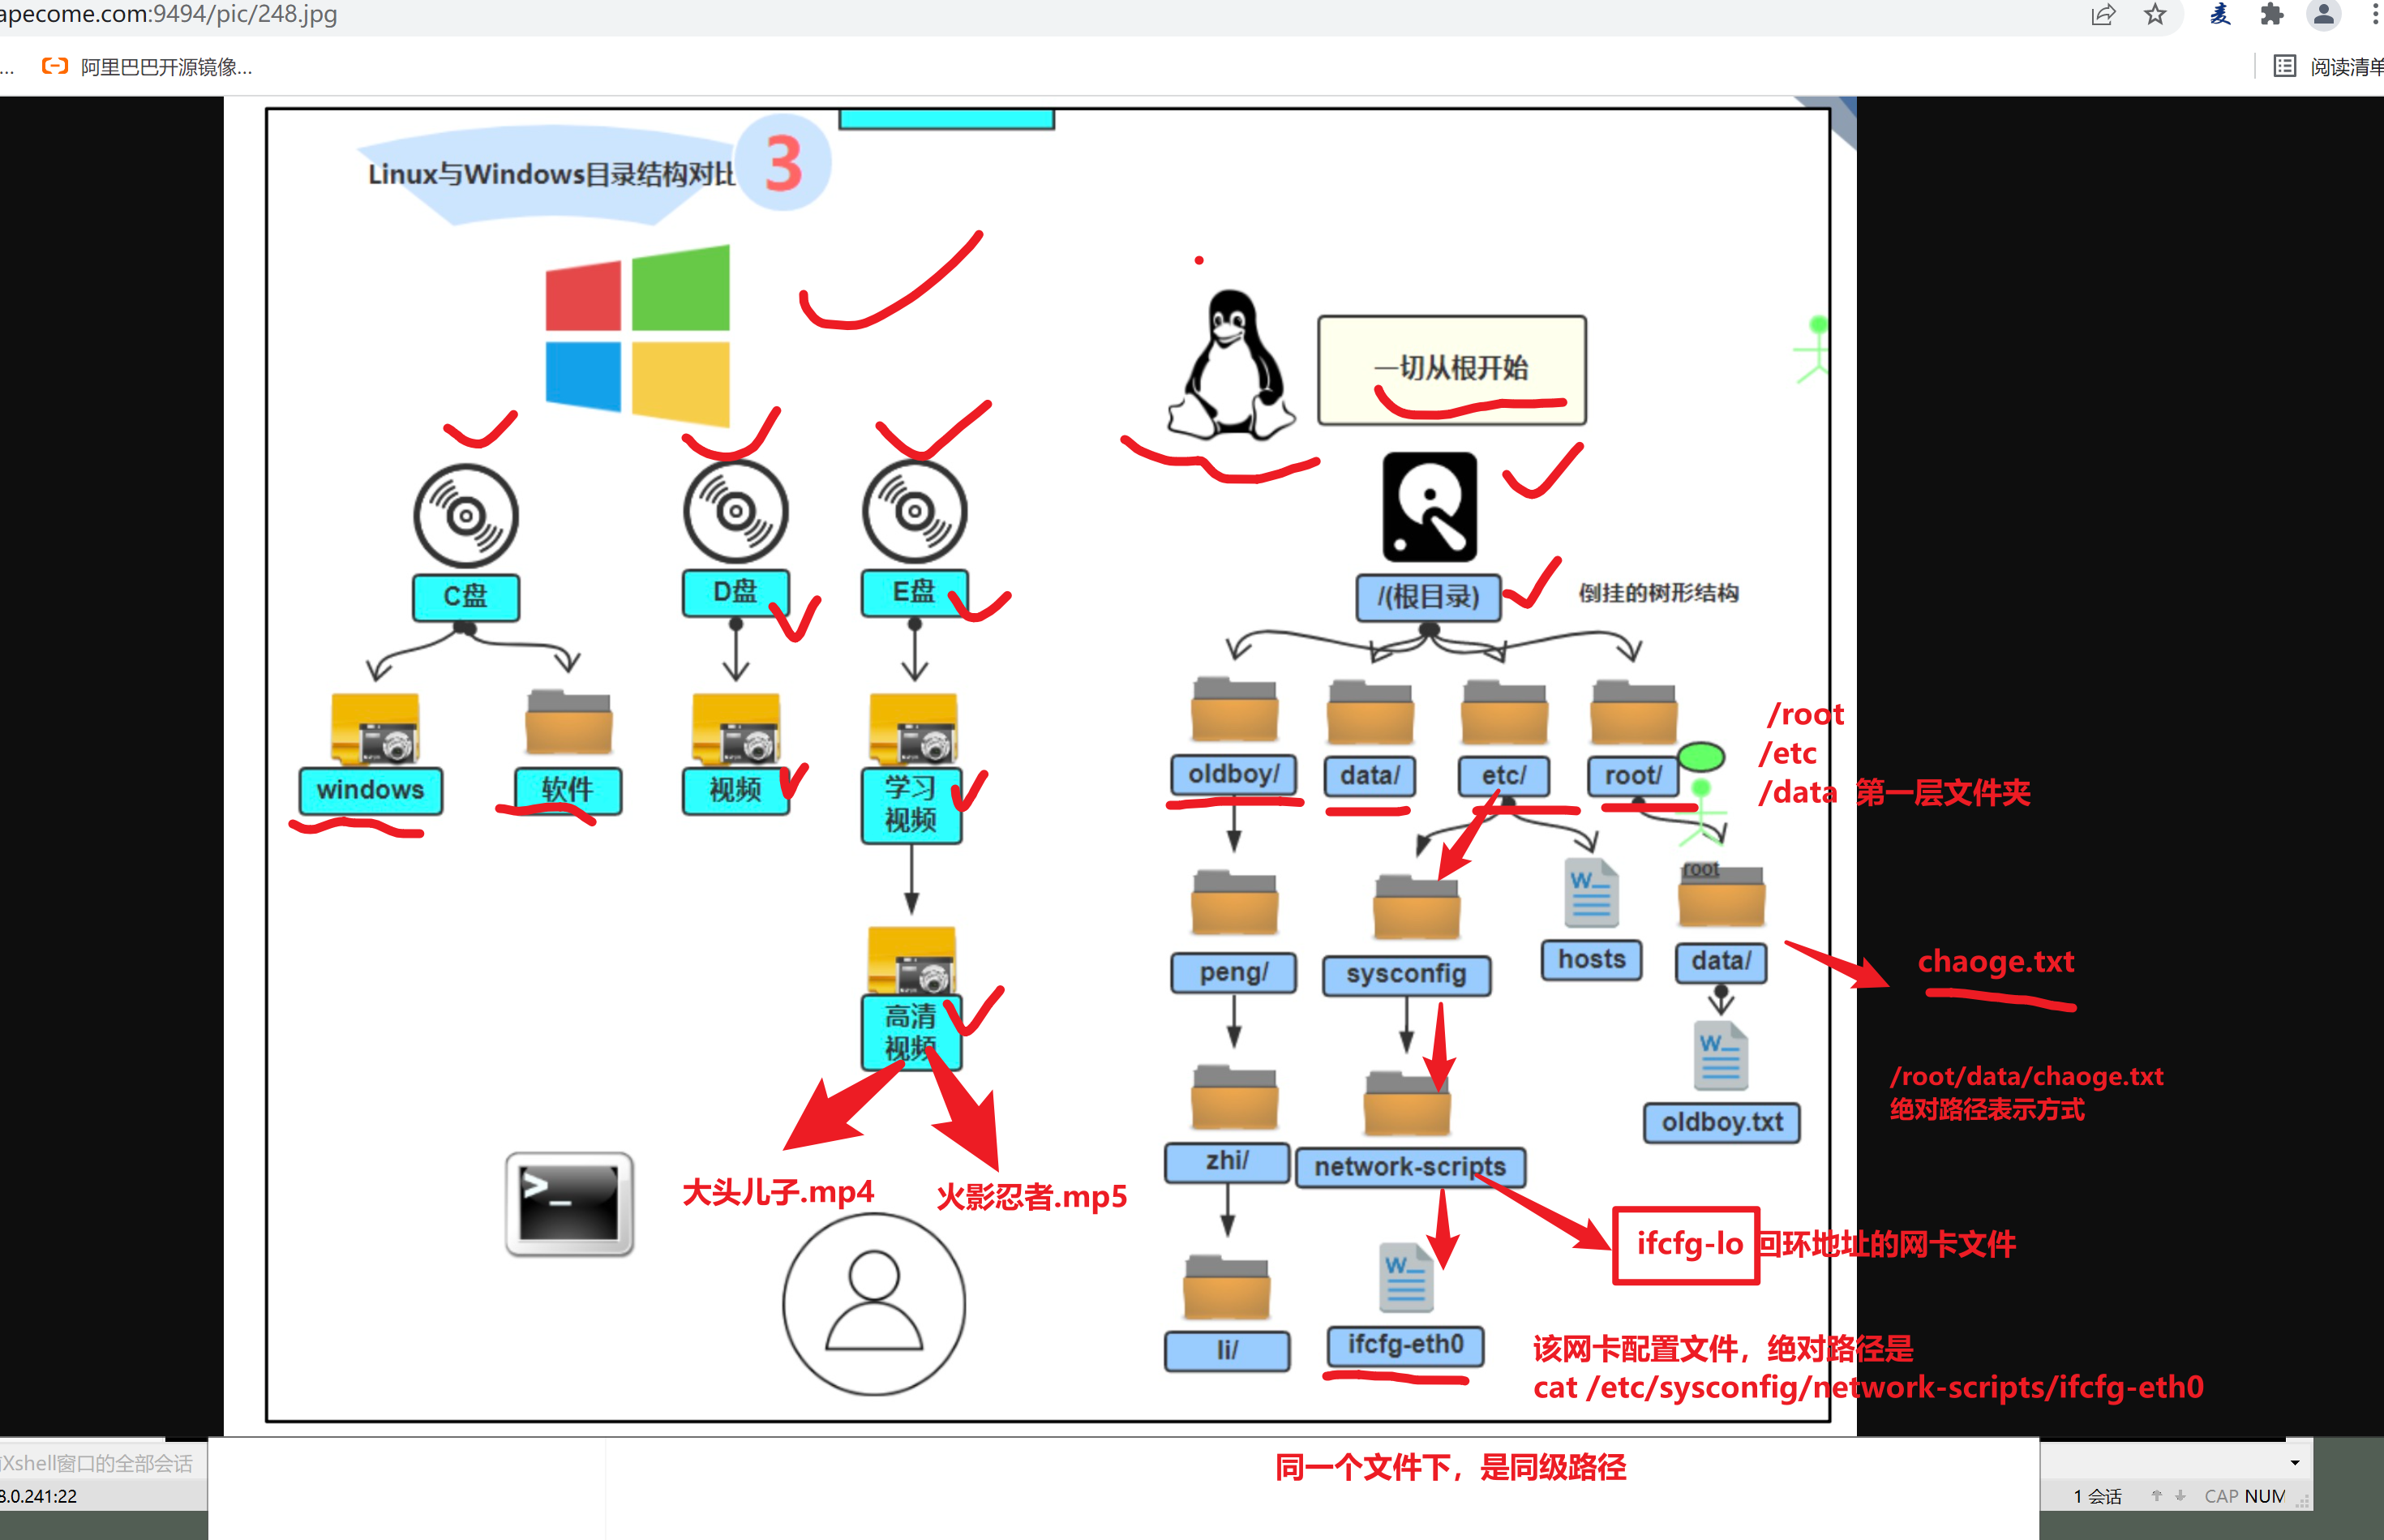 apecome.com:9494/pic/248.jpg
... 阿里巴巴开源镜像...
阅读清单
Linux与Windows目录结构对比
3
一切从根开始
C盘
D盘
E盘
/(根目录)
倒挂的树形结构
windows
软件
视频
学习
视频
oldboy/
data/
etc/
root/
/root
/etc
/data 第一层文件夹
root
高清
视频
peng/
sysconfig
hosts
data/
chaoge.txt
/root/data/chaoge.txt
绝对路径表示方式
oldboy.txt
>_
大头儿子.mp4
火影忍者.mp5
zhi/
network-scripts
ifcfg-lo 回环地址的网卡文件
li/
ifcfg-eth0
该网卡配置文件，绝对路径是
cat /etc/sysconfig/network-scripts/ifcfg-eth0
同一个文件下，是同级路径
Xshell窗口的全部会话
8.0.241:22
1 会话
CAP NUM